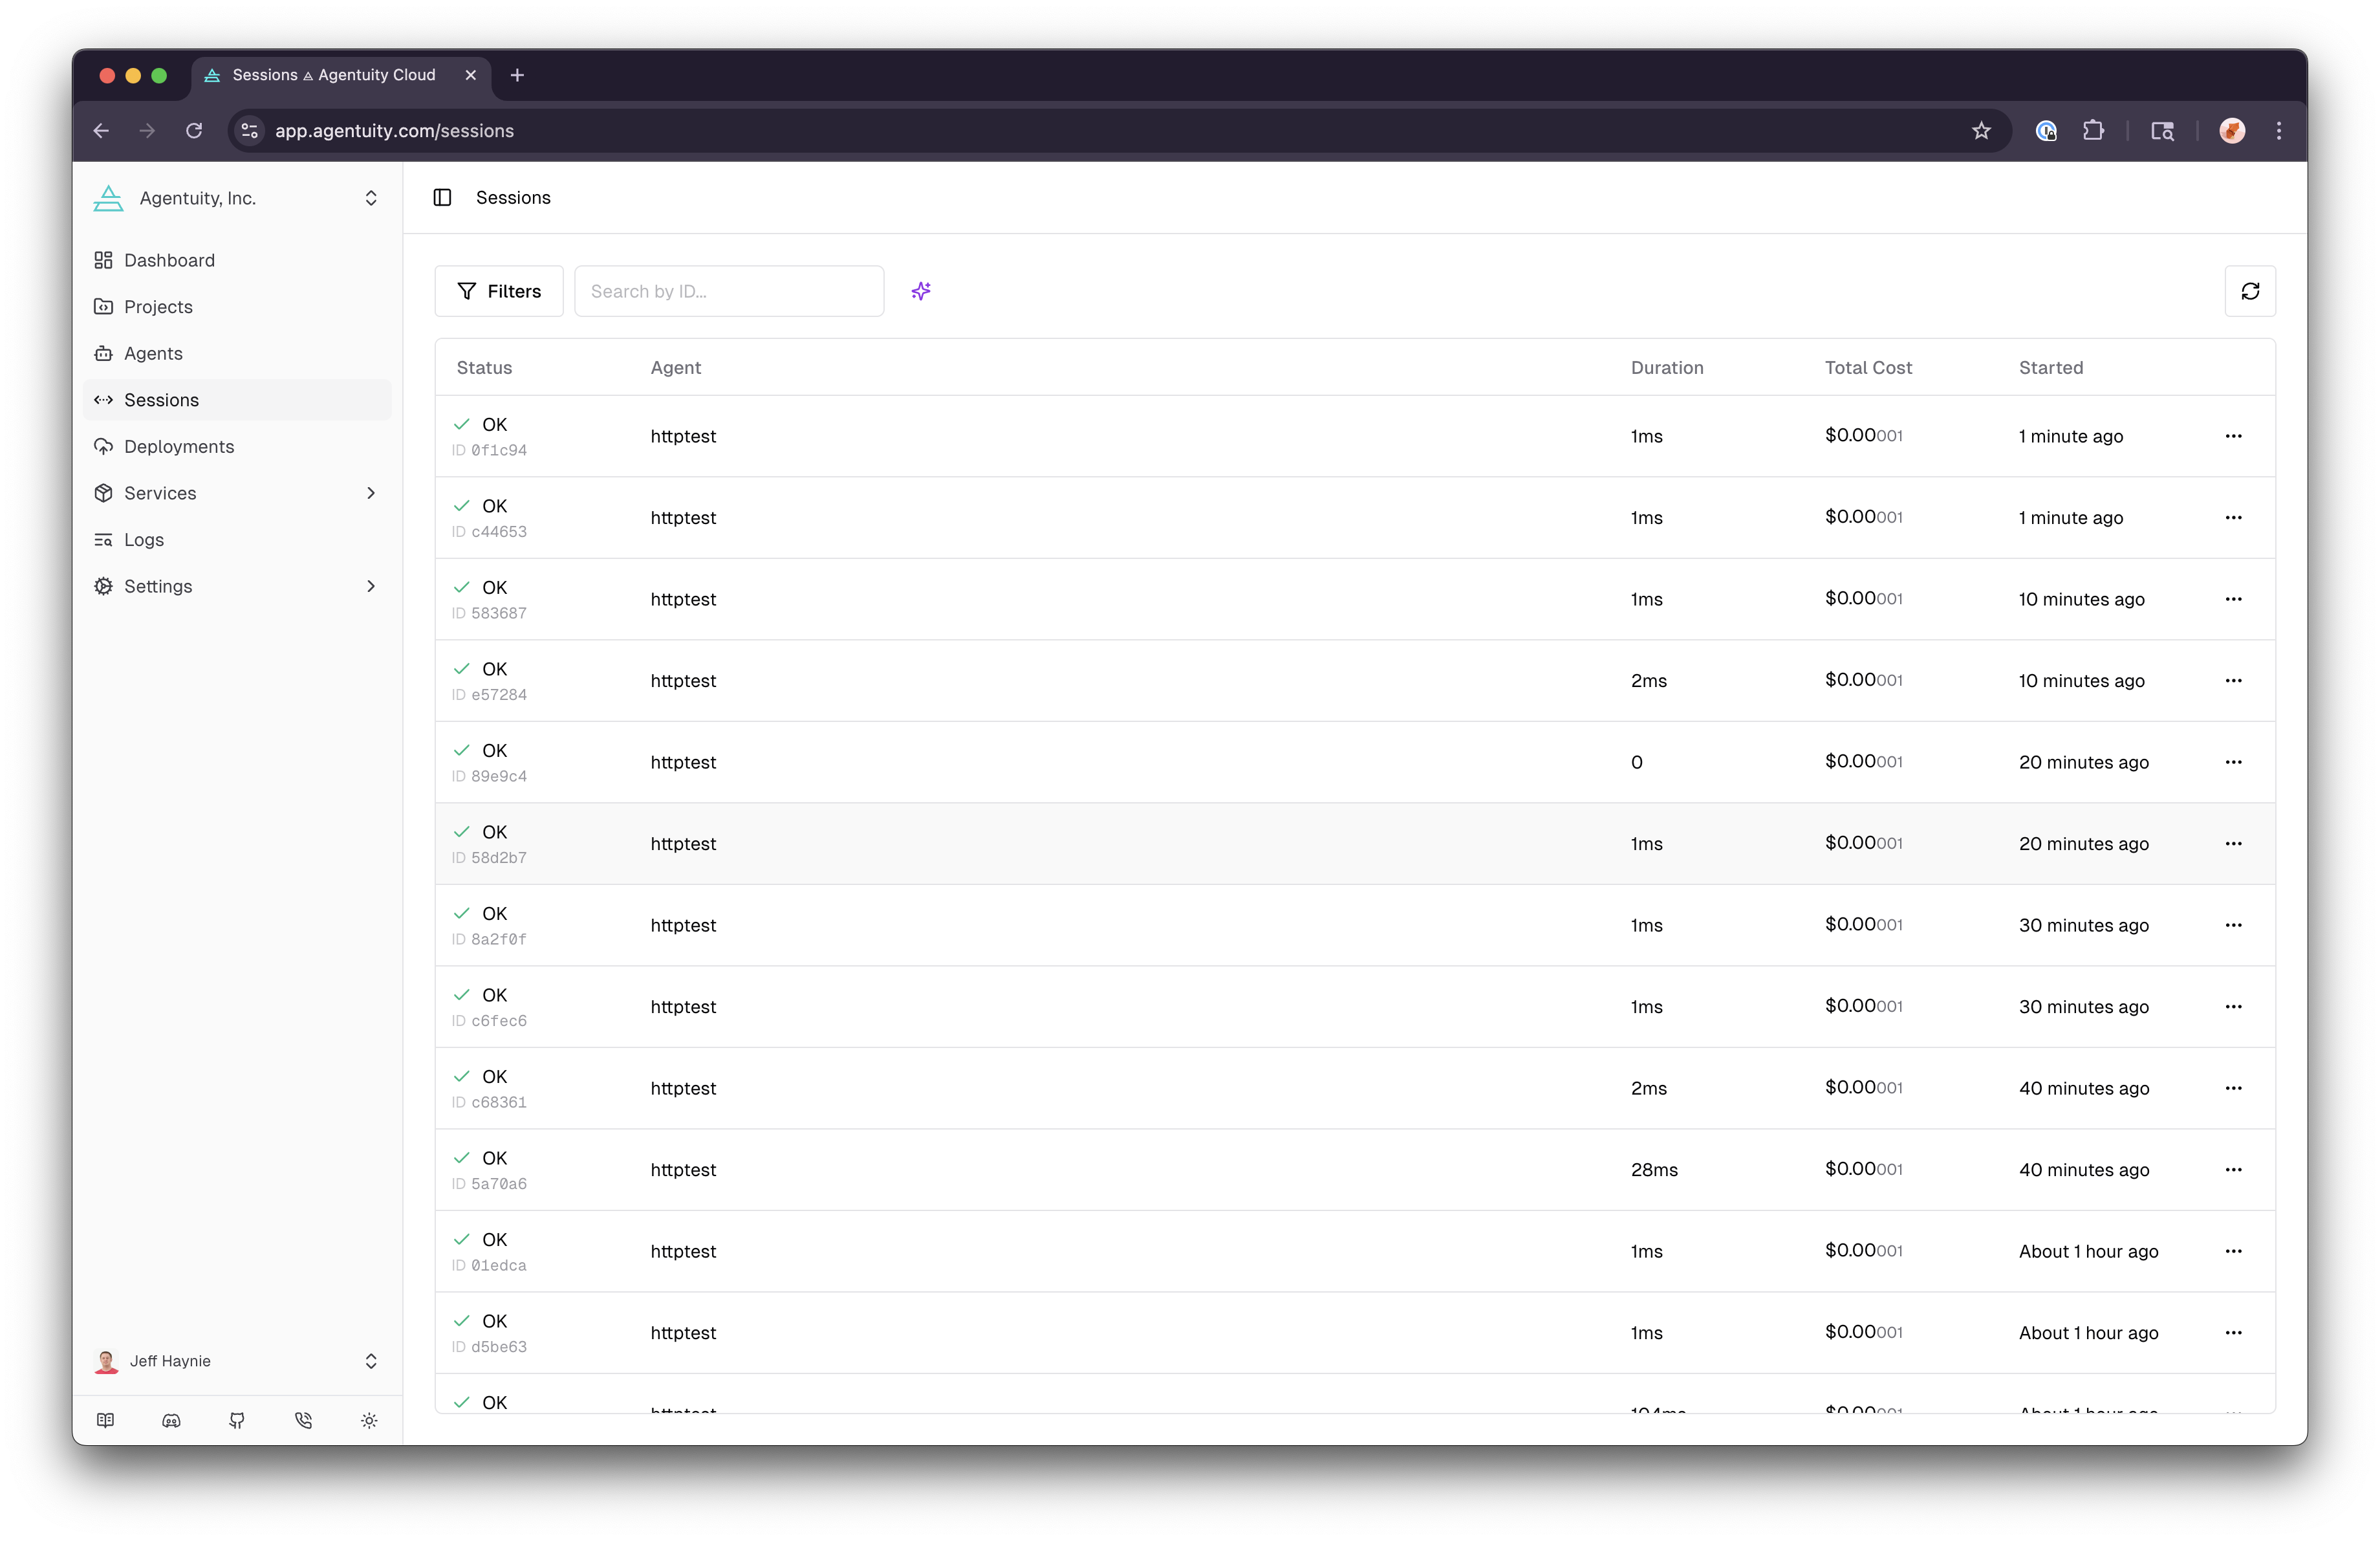 Sessions ⟁ Agentuity Cloud
app.agentuity.com/sessions
Agentuity, Inc.
Dashboard
Projects
Agents
Sessions
Deployments
Services
Logs
Settings
Jeff Haynie
Sessions
Filters
Search by ID...
Status Agent Duration Total Cost Started
OK
ID 0f1c94
httptest 1ms $0.00001 1 minute ago
OK
ID c44653
httptest 1ms $0.00001 1 minute ago
OK
ID 583687
httptest 1ms $0.00001 10 minutes ago
OK
ID e57284
httptest 2ms $0.00001 10 minutes ago
OK
ID 89e9c4
httptest 0 $0.00001 20 minutes ago
OK
ID 58d2b7
httptest 1ms $0.00001 20 minutes ago
OK
ID 8a2f0f
httptest 1ms $0.00001 30 minutes ago
OK
ID c6fec6
httptest 1ms $0.00001 30 minutes ago
OK
ID c68361
httptest 2ms $0.00001 40 minutes ago
OK
ID 5a70a6
httptest 28ms $0.00001 40 minutes ago
OK
ID 01edca
httptest 1ms $0.00001 About 1 hour ago
OK
ID d5be63
httptest 1ms $0.00001 About 1 hour ago
OK
httptest $0.00001 About 1 hour ago